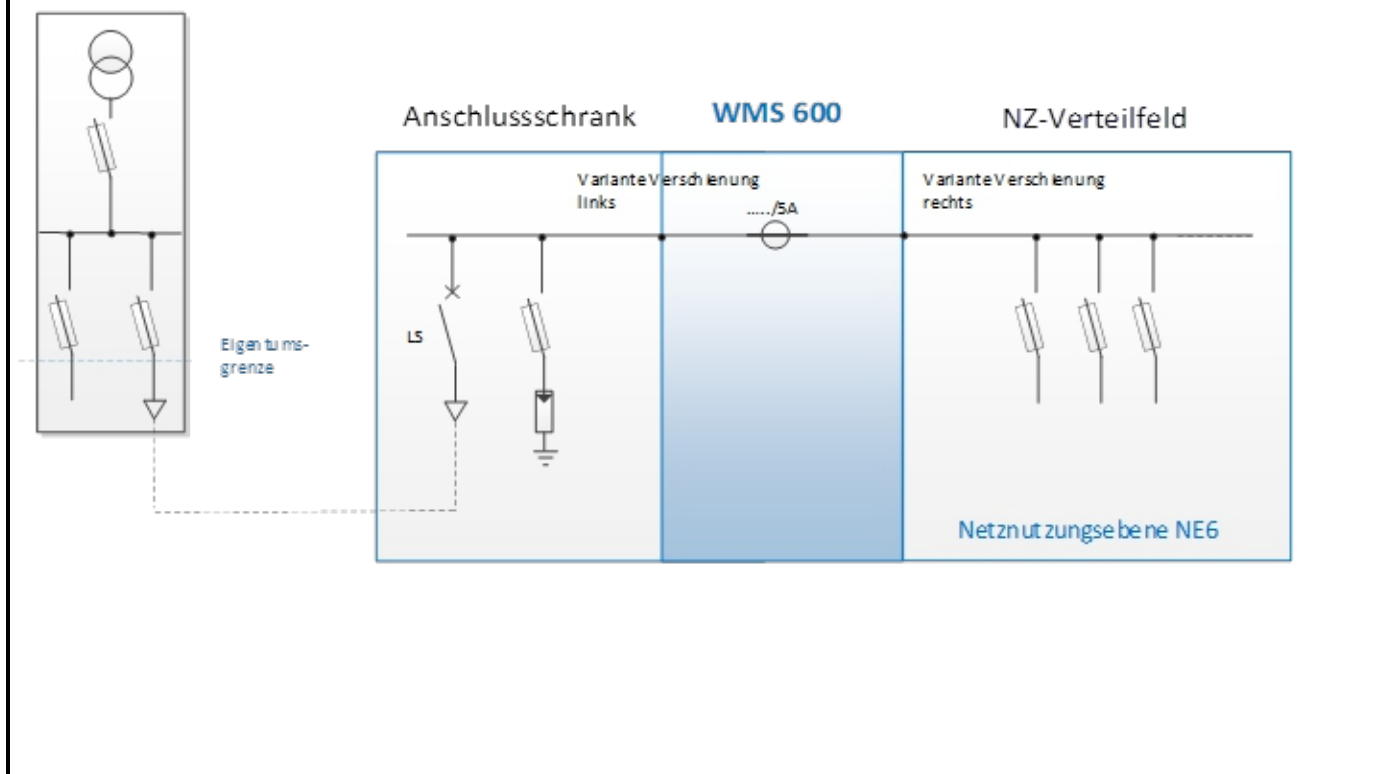 Anschlussschrank
WMS 600
NZ-Verteilfeld
Variante Verschienung
links
...../5A
Variante Verschienung
rechts
LS
Eigentums-
grenze
Netznutzungsebene NE6